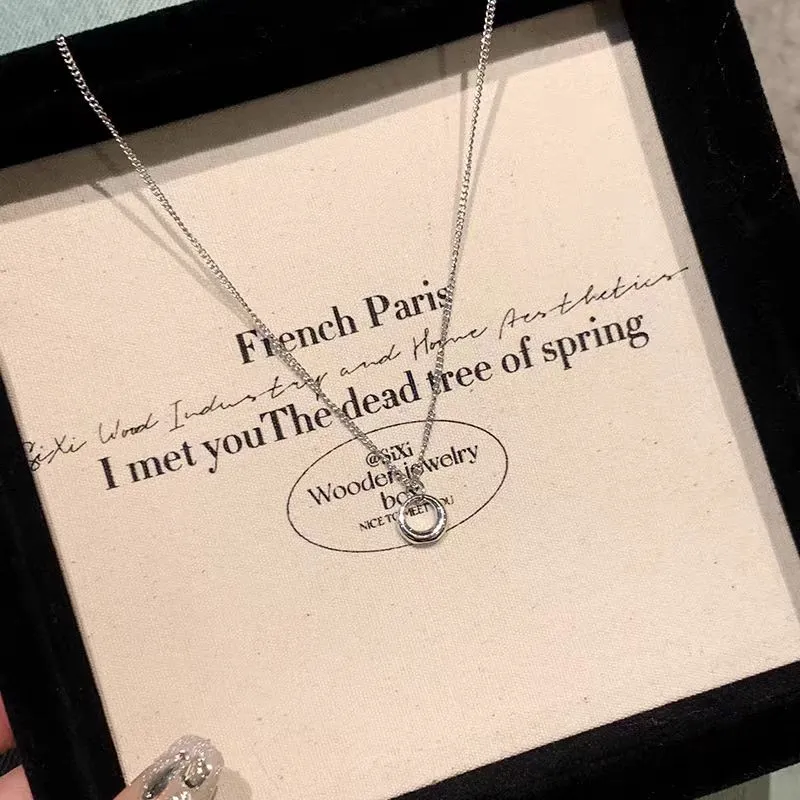 French Paris
SiXi Wood Industry and Home Aesthetics
I met youThe dead tree of spring
@SiXi
Wooden jewelry
box
NICE TO MEET YOU